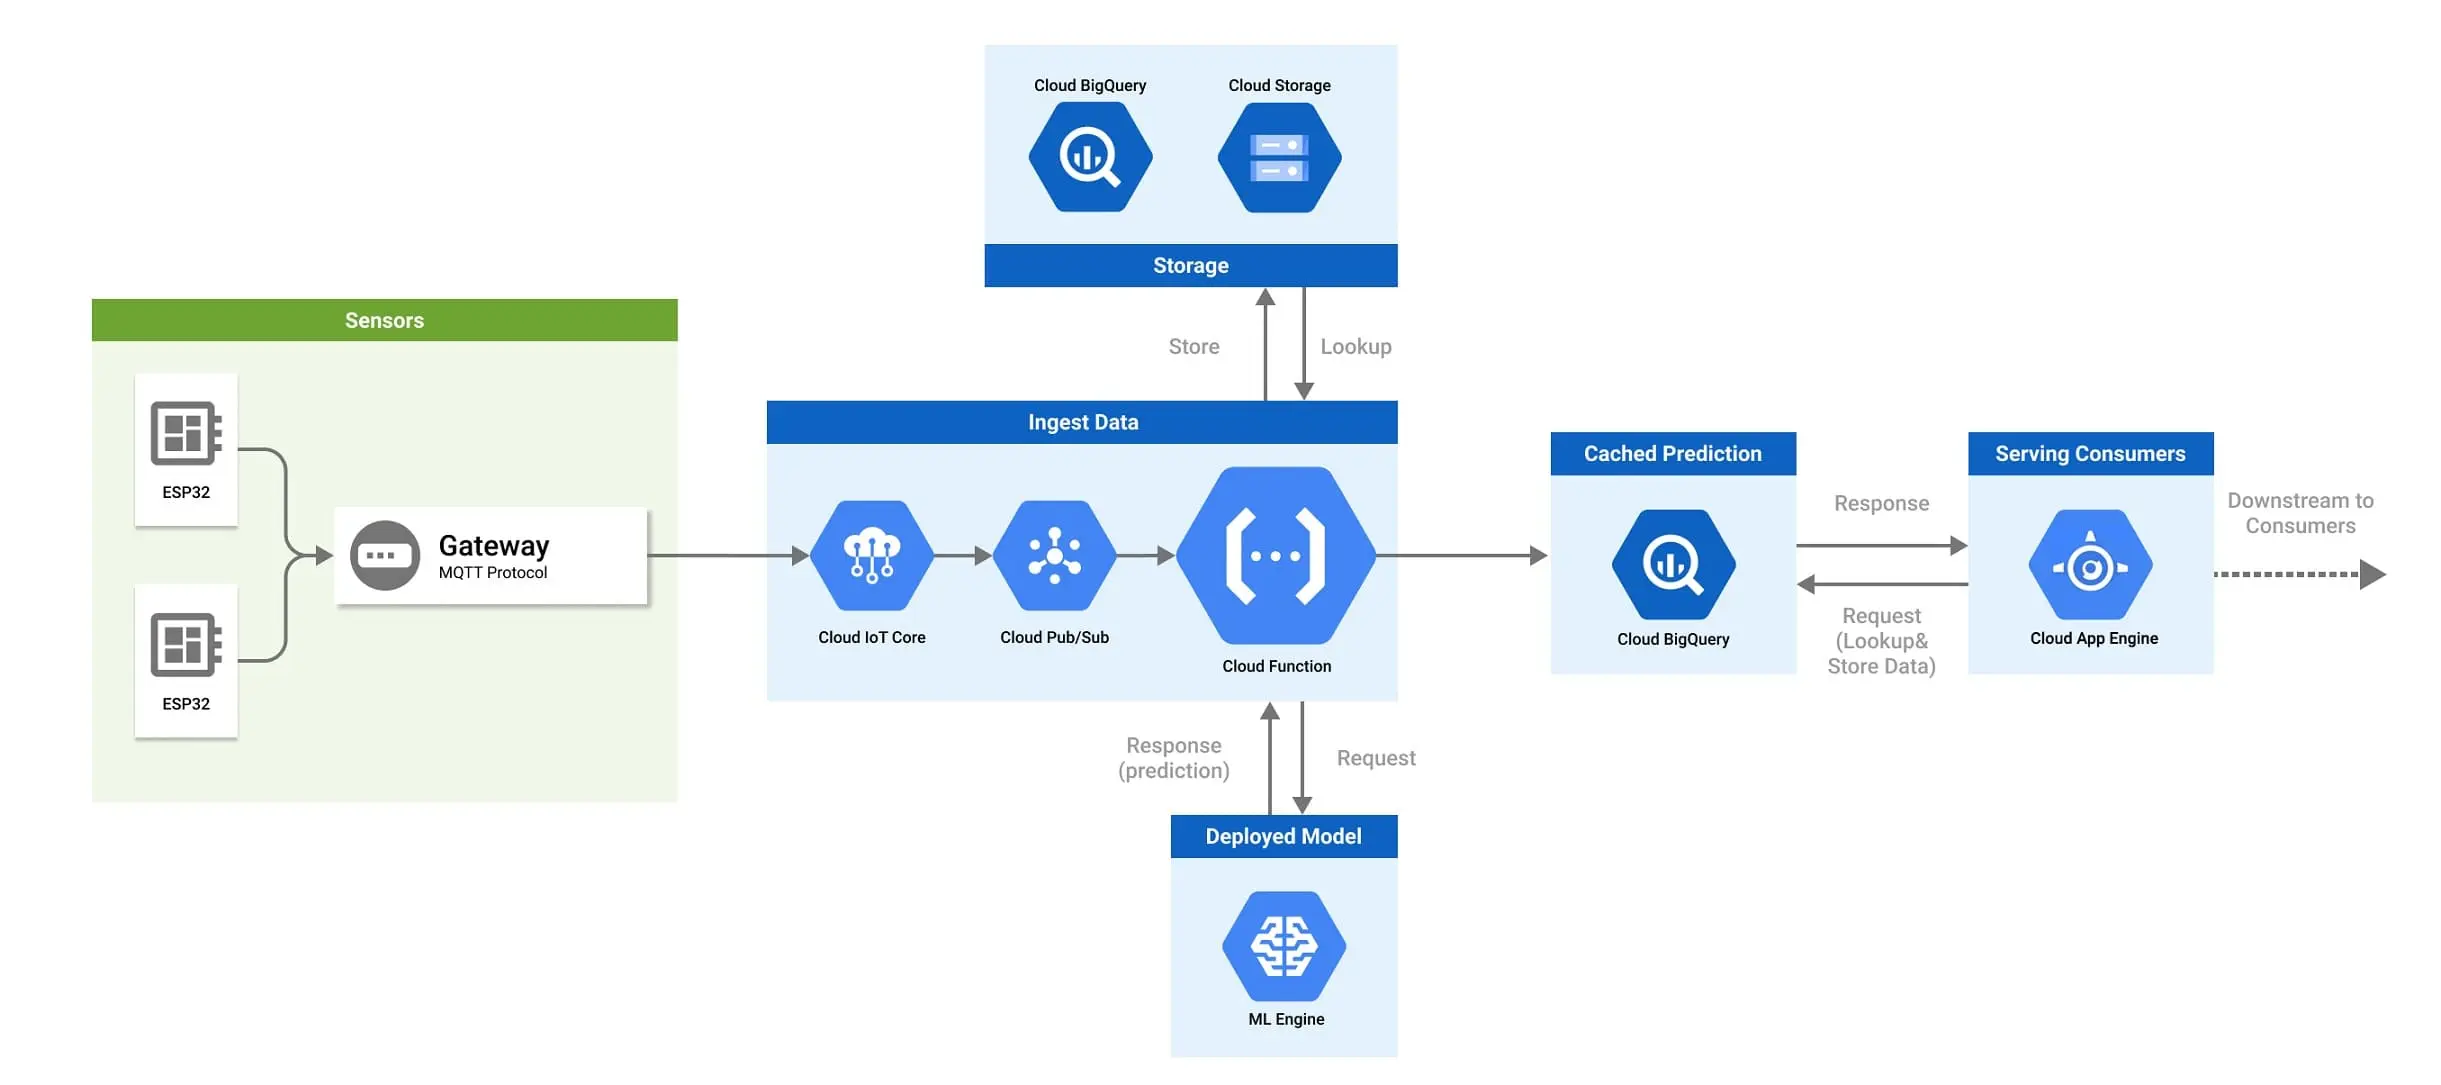 Cloud BigQuery
Cloud Storage
Storage
Store
Lookup
Sensors
ESP32
ESP32
Gateway
MQTT Protocol
Ingest Data
Cloud IoT Core
Cloud Pub/Sub
Cloud Function
Response
(prediction)
Request
Deployed Model
ML Engine
Cached Prediction
Cloud BigQuery
Response
Request
(Lookup&
Store Data)
Serving Consumers
Cloud App Engine
Downstream to
Consumers